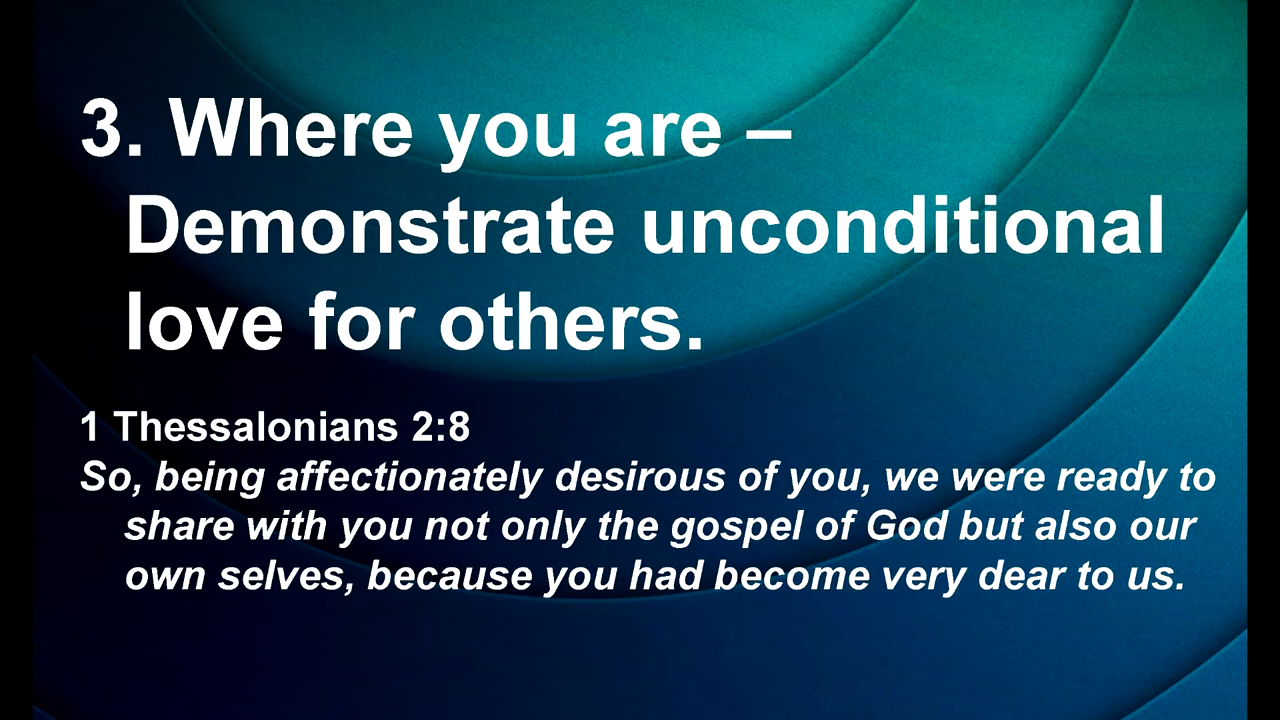 3. Where you are –
Demonstrate unconditional
love for others.
1 Thessalonians 2:8
So, being affectionately desirous of you, we were ready to
share with you not only the gospel of God but also our
own selves, because you had become very dear to us.